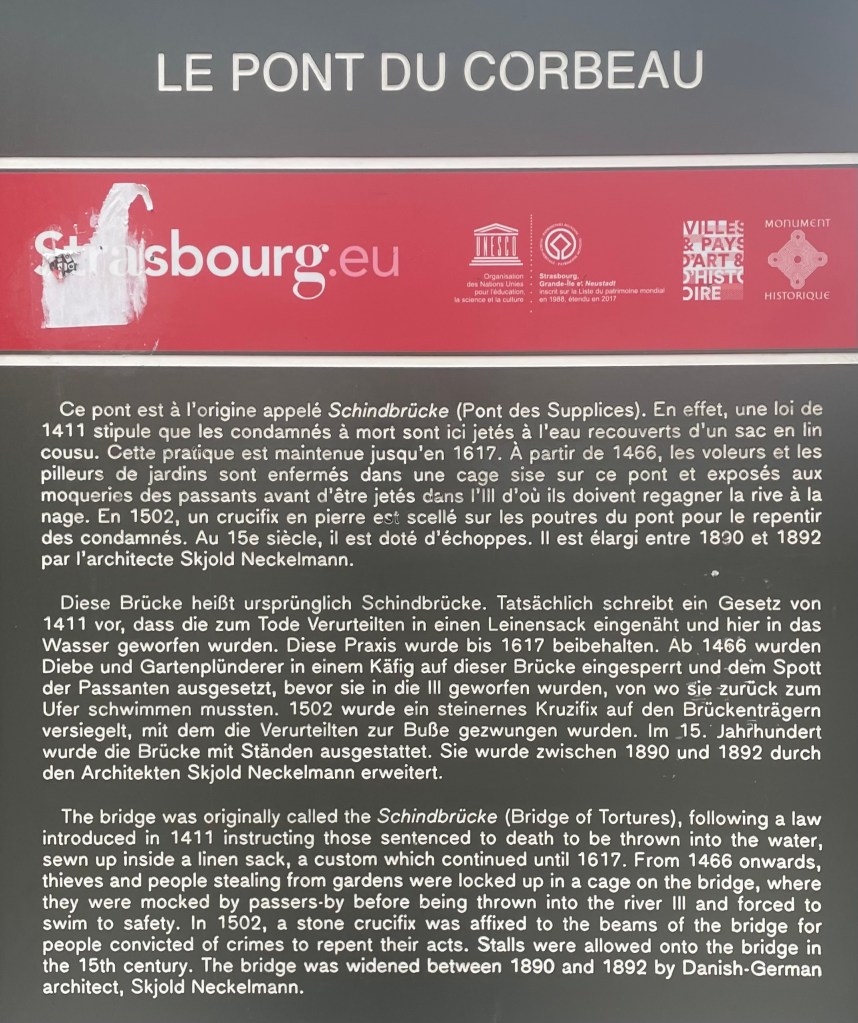 LE PONT DU CORBEAU
Strasbourg.eu
UNESCO
Organisation
des Nations Unies
pour l'éducation,
la science et la culture
Strasbourg,
Grande-Île et Neustadt
inscrit sur la Liste du patrimoine mondial
en 1988, étendu en 2017
VILLES
& PAYS
D'ART &
D'HISTO
OIRE
MONUMENT
HISTORIQUE
Ce pont est à l'origine appelé Schindbrücke (Pont des Supplices). En effet, une loi de
1411 stipule que les condamnés à mort sont ici jetés à l'eau recouverts d'un sac en lin
cousu. Cette pratique est maintenue jusqu'en 1617. À partir de 1466, les voleurs et les
pilleurs de jardins sont enfermés dans une cage sise sur ce pont et exposés aux
moqueries des passants avant d'être jetés dans l'Ill d'où ils doivent regagner la rive à la
nage. En 1502, un crucifix en pierre est scellé sur les poutres du pont pour le repentir
des condamnés. Au 15e siècle, il est doté d'échoppes. Il est élargi entre 1890 et 1892
par l'architecte Skjold Neckelmann.
Diese Brücke heißt ursprünglich Schindbrücke. Tatsächlich schreibt ein Gesetz von
1411 vor, dass die zum Tode Verurteilten in einen Leinensack eingenäht und hier in das
Wasser geworfen wurden. Diese Praxis wurde bis 1617 beibehalten. Ab 1466 wurden
Diebe und Gartenplünderer in einem Käfig auf dieser Brücke eingesperrt und dem Spott
der Passanten ausgesetzt, bevor sie in die Ill geworfen wurden, von wo sie zurück zum
Ufer schwimmen mussten. 1502 wurde ein steinernes Kruzifix auf den Brückenträgern
versiegelt, mit dem die Verurteilten zur Buße gezwungen wurden. Im 15. Jahrhundert
wurde die Brücke mit Ständen ausgestattet. Sie wurde zwischen 1890 und 1892 durch
den Architekten Skjold Neckelmann erweitert.
The bridge was originally called the Schindbrücke (Bridge of Tortures), following a law
introduced in 1411 instructing those sentenced to death to be thrown into the water,
sewn up inside a linen sack, a custom which continued until 1617. From 1466 onwards,
thieves and people stealing from gardens were locked up in a cage on the bridge, where
they were mocked by passers-by before being thrown into the river Ill and forced to
swim to safety. In 1502, a stone crucifix was affixed to the beams of the bridge for
people convicted of crimes to repent their acts. Stalls were allowed onto the bridge in
the 15th century. The bridge was widened between 1890 and 1892 by Danish-German
architect, Skjold Neckelmann.